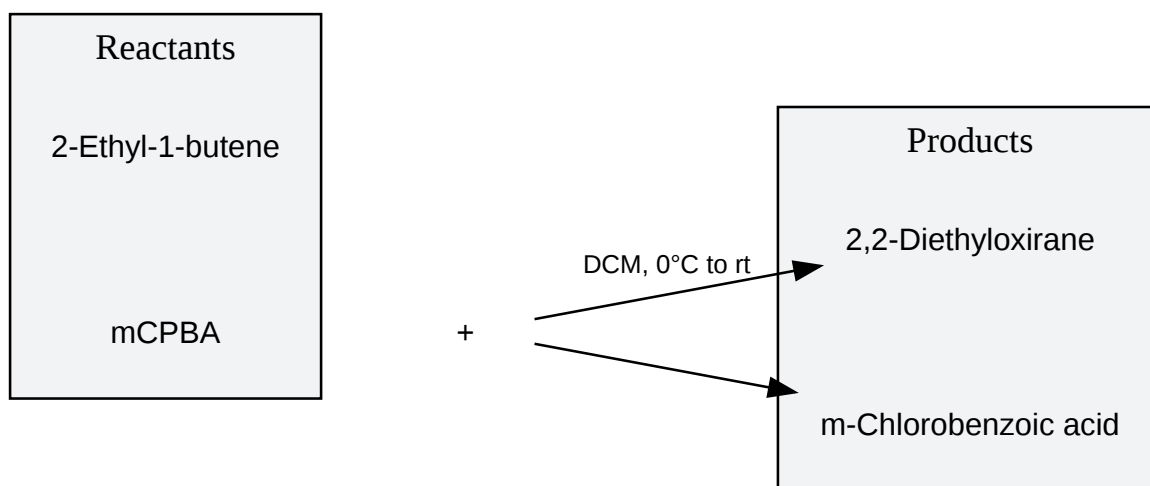 Reactants
2-Ethyl-1-butene
mCPBA
+
DCM, 0°C to rt
Products
2,2-Diethyloxirane
m-Chlorobenzoic acid